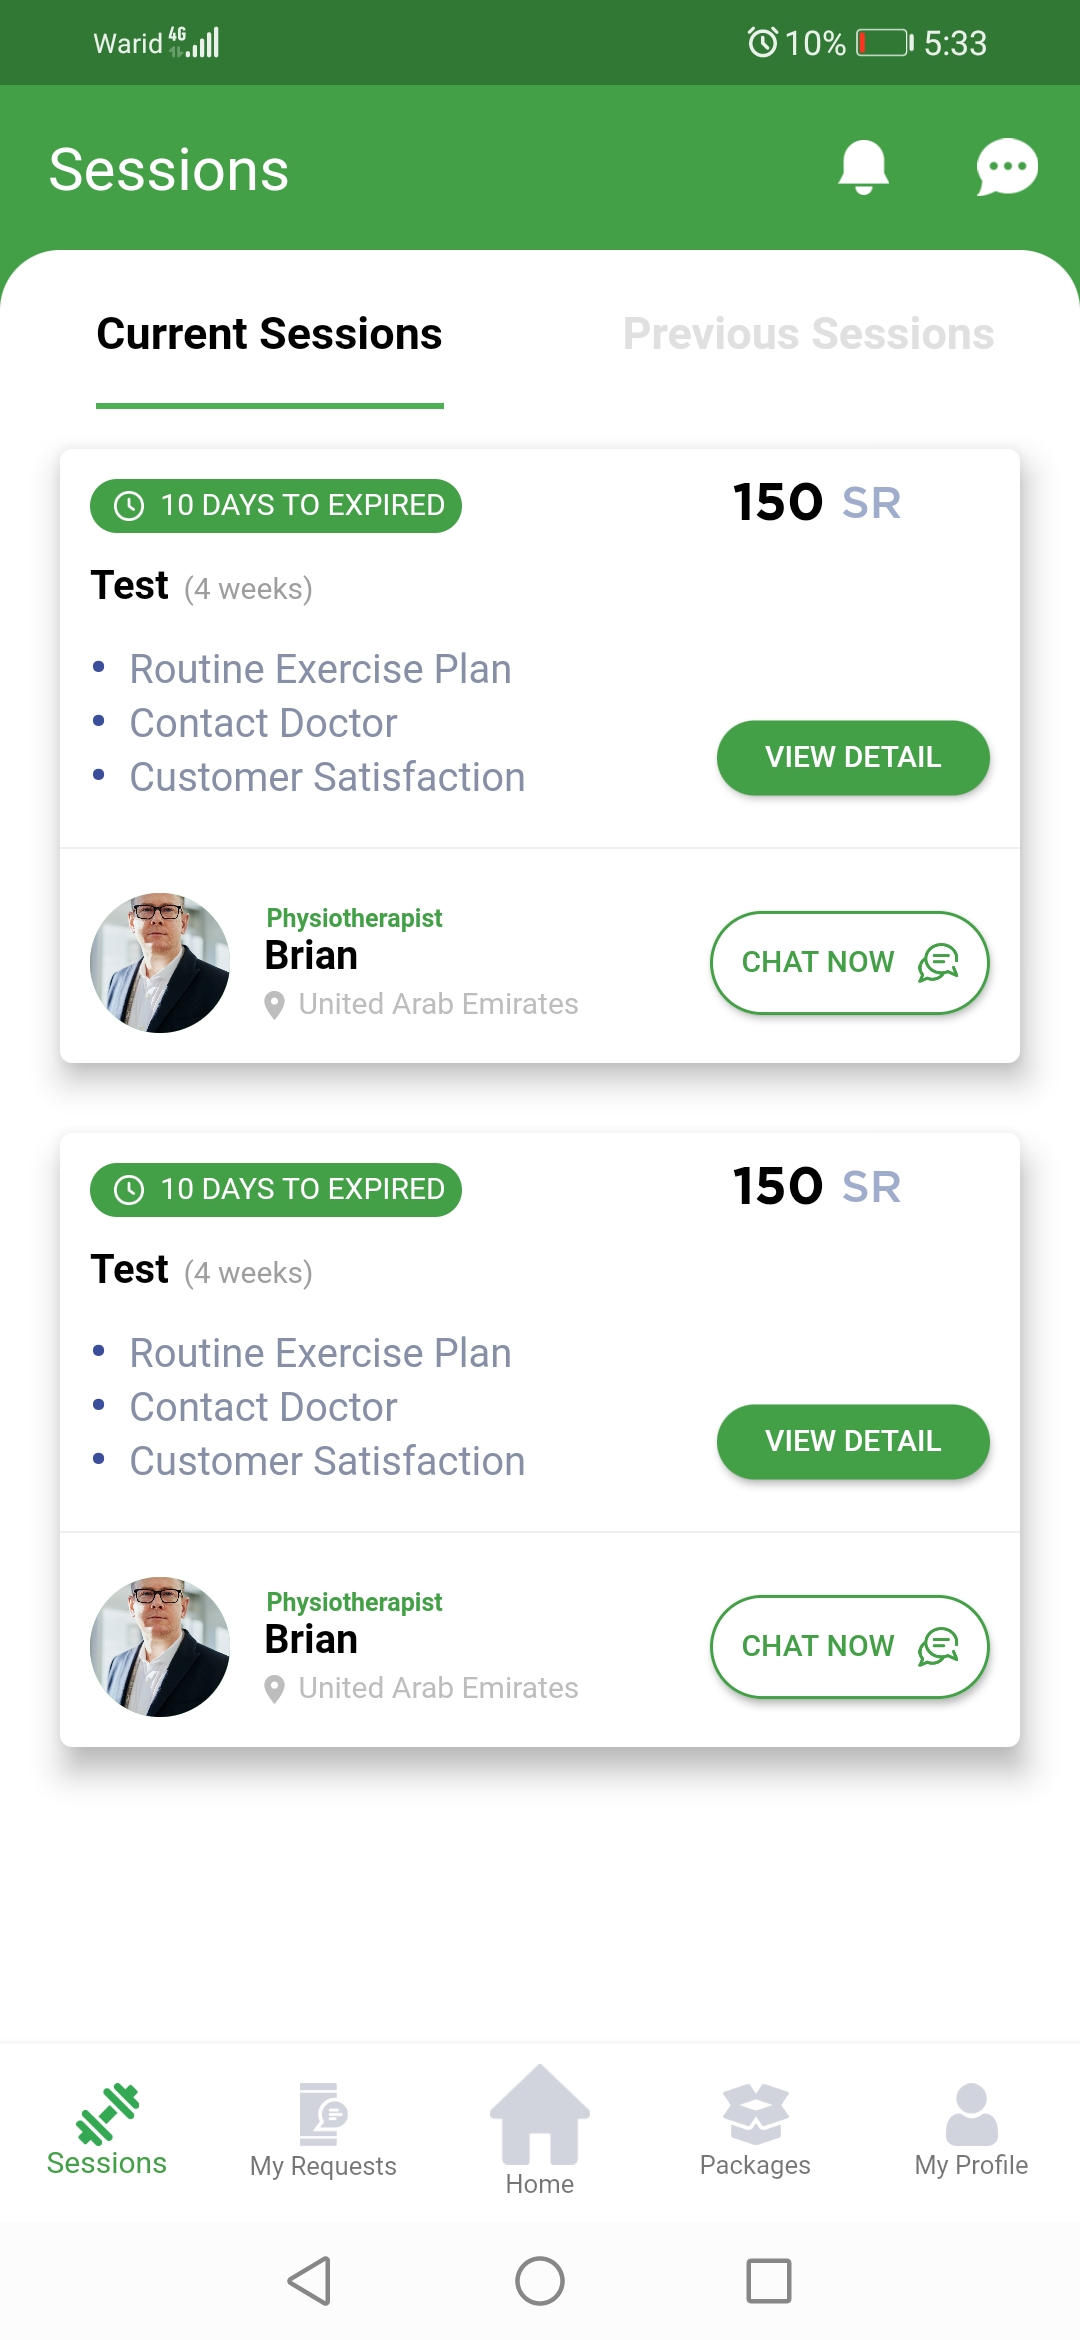 Warid 4G 10% 5:33
Sessions
Current Sessions Previous Sessions
10 DAYS TO EXPIRED 150 SR
Test (4 weeks)
• Routine Exercise Plan
• Contact Doctor
• Customer Satisfaction
VIEW DETAIL
Physiotherapist
Brian
United Arab Emirates
CHAT NOW
10 DAYS TO EXPIRED 150 SR
Test (4 weeks)
• Routine Exercise Plan
• Contact Doctor
• Customer Satisfaction
VIEW DETAIL
Physiotherapist
Brian
United Arab Emirates
CHAT NOW
Sessions My Requests Home Packages My Profile